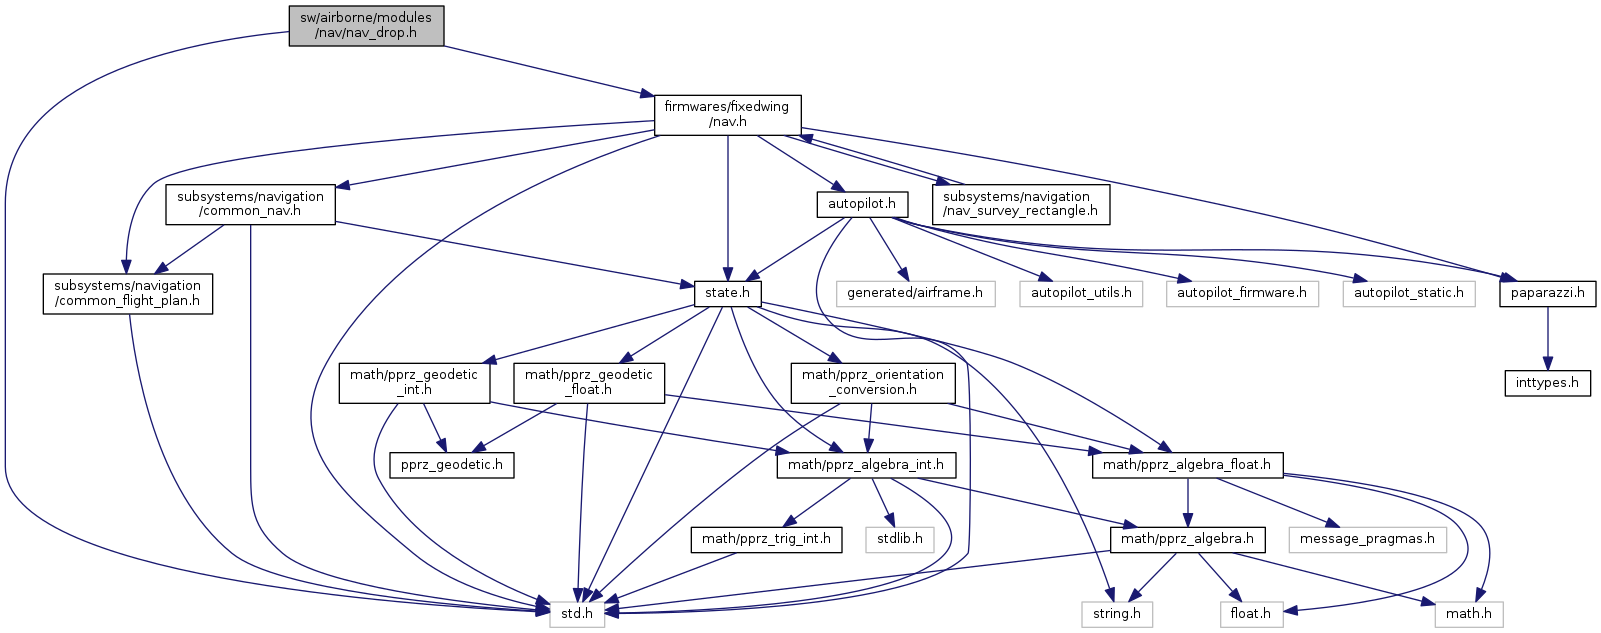 sw/airborne/modules
/nav/nav_drop.h
firmwares/fixedwing
/nav.h
subsystems/navigation
/common_nav.h
autopilot.h
subsystems/navigation
/nav_survey_rectangle.h
subsystems/navigation
/common_flight_plan.h
state.h
generated/airframe.h
autopilot_utils.h
autopilot_firmware.h
autopilot_static.h
paparazzi.h
math/pprz_geodetic
_int.h
math/pprz_geodetic
_float.h
math/pprz_orientation
_conversion.h
inttypes.h
pprz_geodetic.h
math/pprz_algebra_int.h
math/pprz_algebra_float.h
math/pprz_trig_int.h
stdlib.h
math/pprz_algebra.h
message_pragmas.h
std.h
string.h
float.h
math.h